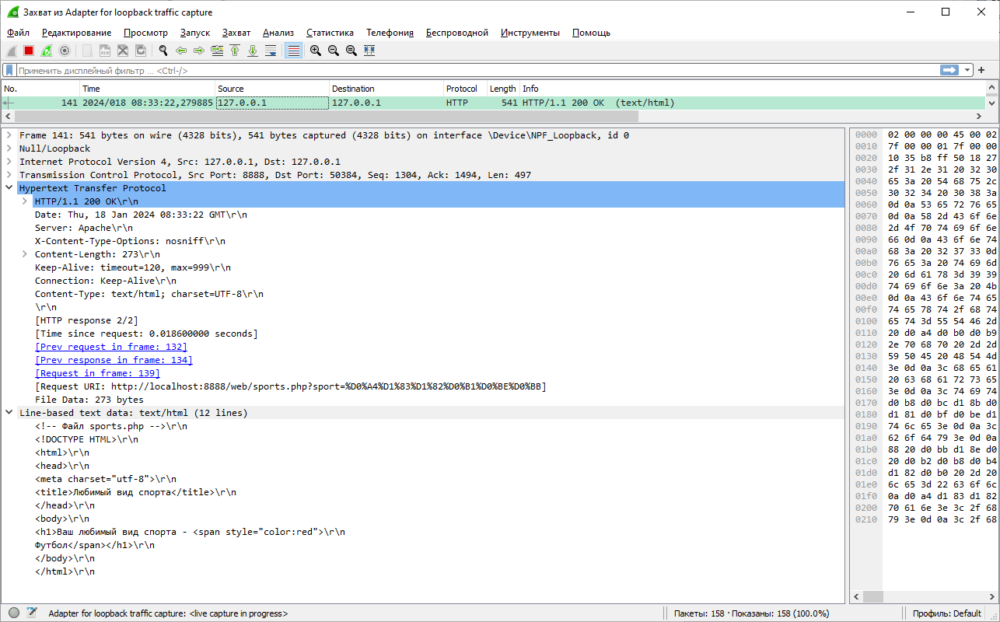 Захват из Adapter for loopback traffic capture
Файл Редактирование Просмотр Запуск Захват Анализ Статистика Телефония Беспроводной Инструменты Помощь
Применить дисплейный фильтр ... <Ctrl-/>
No. Time Source Destination Protocol Length Info
141 2024/018 08:33:22,279885 127.0.0.1 127.0.0.1 HTTP 541 HTTP/1.1 200 OK (text/html)
Frame 141: 541 bytes on wire (4328 bits), 541 bytes captured (4328 bits) on interface \Device\NPF_Loopback, id 0
Null/Loopback
Internet Protocol Version 4, Src: 127.0.0.1, Dst: 127.0.0.1
Transmission Control Protocol, Src Port: 8888, Dst Port: 50384, Seq: 1304, Ack: 1494, Len: 497
Hypertext Transfer Protocol
HTTP/1.1 200 OK\r\n
Date: Thu, 18 Jan 2024 08:33:22 GMT\r\n
Server: Apache\r\n
X-Content-Type-Options: nosniff\r\n
Content-Length: 273\r\n
Keep-Alive: timeout=120, max=999\r\n
Connection: Keep-Alive\r\n
Content-Type: text/html; charset=UTF-8\r\n
\r\n
[HTTP response 2/2]
[Time since request: 0.018600000 seconds]
[Prev request in frame: 132]
[Prev response in frame: 134]
[Request in frame: 139]
[Request URI: http://localhost:8888/web/sports.php?sport=%D0%A4%D1%83%D1%82%D0%B1%D0%BE%D0%BB]
File Data: 273 bytes
Line-based text data: text/html (12 lines)
<!-- Файл sports.php -->\r\n
<!DOCTYPE HTML>\r\n
<html>\r\n
<head>\r\n
<meta charset="utf-8">\r\n
<title>Любимый вид спорта</title>\r\n
</head>\r\n
<body>\r\n
<h1>Ваш любимый вид спорта - <span style="color:red">\r\n
Футбол</span></h1>\r\n
</body>\r\n
</html>\r\n
0000 02 00 00 00 45 00 02
0010 7f 00 00 01 7f 00 00
0020 10 35 b8 ff 50 18 27
0030 2f 31 2e 31 20 32 30
0040 65 3a 20 54 68 75 2c
0050 30 32 34 20 30 38 3a
0060 0d 0a 53 65 72 76 65
0070 0d 0a 58 2d 43 6f 6e
0080 2d 4f 70 74 69 6f 6e
0090 66 0d 0a 43 6f 6e 74
00a0 68 3a 20 32 37 33 0d
00b0 76 65 3a 20 74 69 6d
00c0 20 6d 61 78 3d 39 39
00d0 74 69 6f 6e 3a 20 4b
00e0 0d 0a 43 6f 6e 74 65
00f0 74 65 78 74 2f 68 74
0100 65 74 3d 55 54 46 2d
0110 20 d0 a4 d0 b0 d0 b9
0120 2e 70 68 70 20 2d 2d
0130 59 50 45 20 48 54 4d
0140 3e 0d 0a 3c 68 65 61
0150 20 63 68 61 72 73 65
0160 3e 0d 0a 3c 74 69 74
0170 d0 b8 d0 bc d1 8b d0
0180 d1 81 d0 bf d0 be d1
0190 74 6c 65 3e 0d 0a 3c
01a0 62 6f 64 79 3e 0d 0a
01b0 88 20 d0 bb d1 8e d0
01c0 20 d0 b2 d0 b8 d0 b4
01d0 d1 82 d0 b0 20 2d 20
01e0 6c 65 3d 22 63 6f 6c
01f0 0a d0 a4 d1 83 d1 82
0200 70 61 6e 3e 3c 2f 68
0210 79 3e 0d 0a 3c 2f 68
Adapter for loopback traffic capture: <live capture in progress>
Пакеты: 158 · Показаны: 158 (100.0%)
Профиль: Default